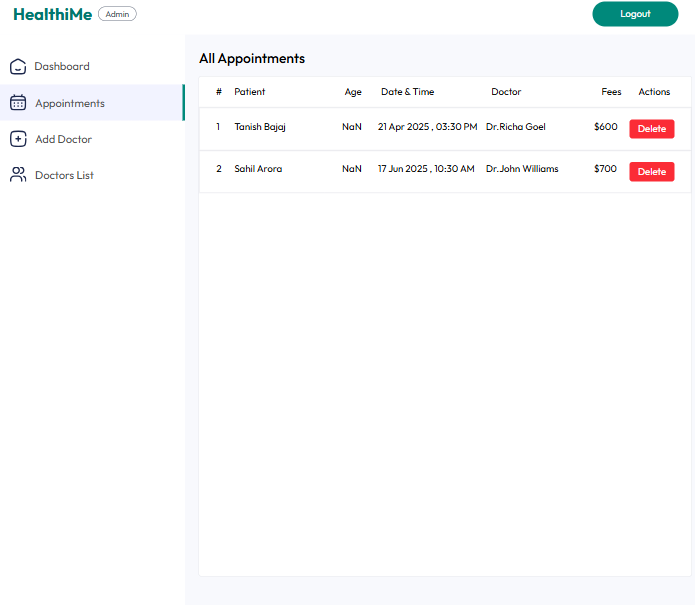 HealthiMe Admin Logout
Dashboard
Appointments
Add Doctor
Doctors List
All Appointments
# Patient Age Date & Time Doctor Fees Actions
1 Tanish Bajaj NaN 21 Apr 2025 , 03:30 PM Dr.Richa Goel $600 Delete
2 Sahil Arora NaN 17 Jun 2025 , 10:30 AM Dr.John Williams $700 Delete